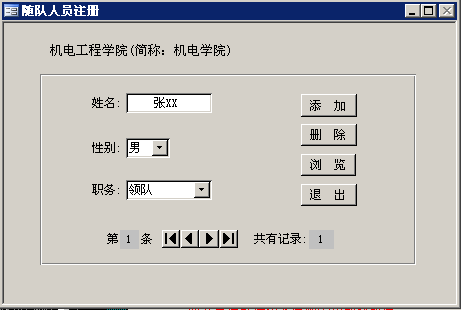 随队人员注册
机电工程学院(简称：机电学院)
姓名: 张XX 添 加
删 除
性别: 男 浏 览
职务: 领队 退 出
第 1 条 共有记录: 1